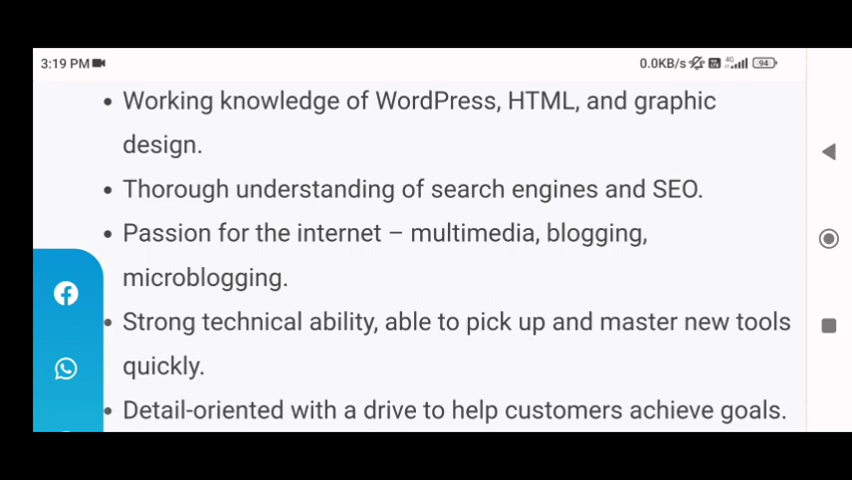 3:19 PM 0.0KB/s 4G 94
• Working knowledge of WordPress, HTML, and graphic
design.
• Thorough understanding of search engines and SEO.
• Passion for the internet – multimedia, blogging,
microblogging.
• Strong technical ability, able to pick up and master new tools
quickly.
• Detail-oriented with a drive to help customers achieve goals.